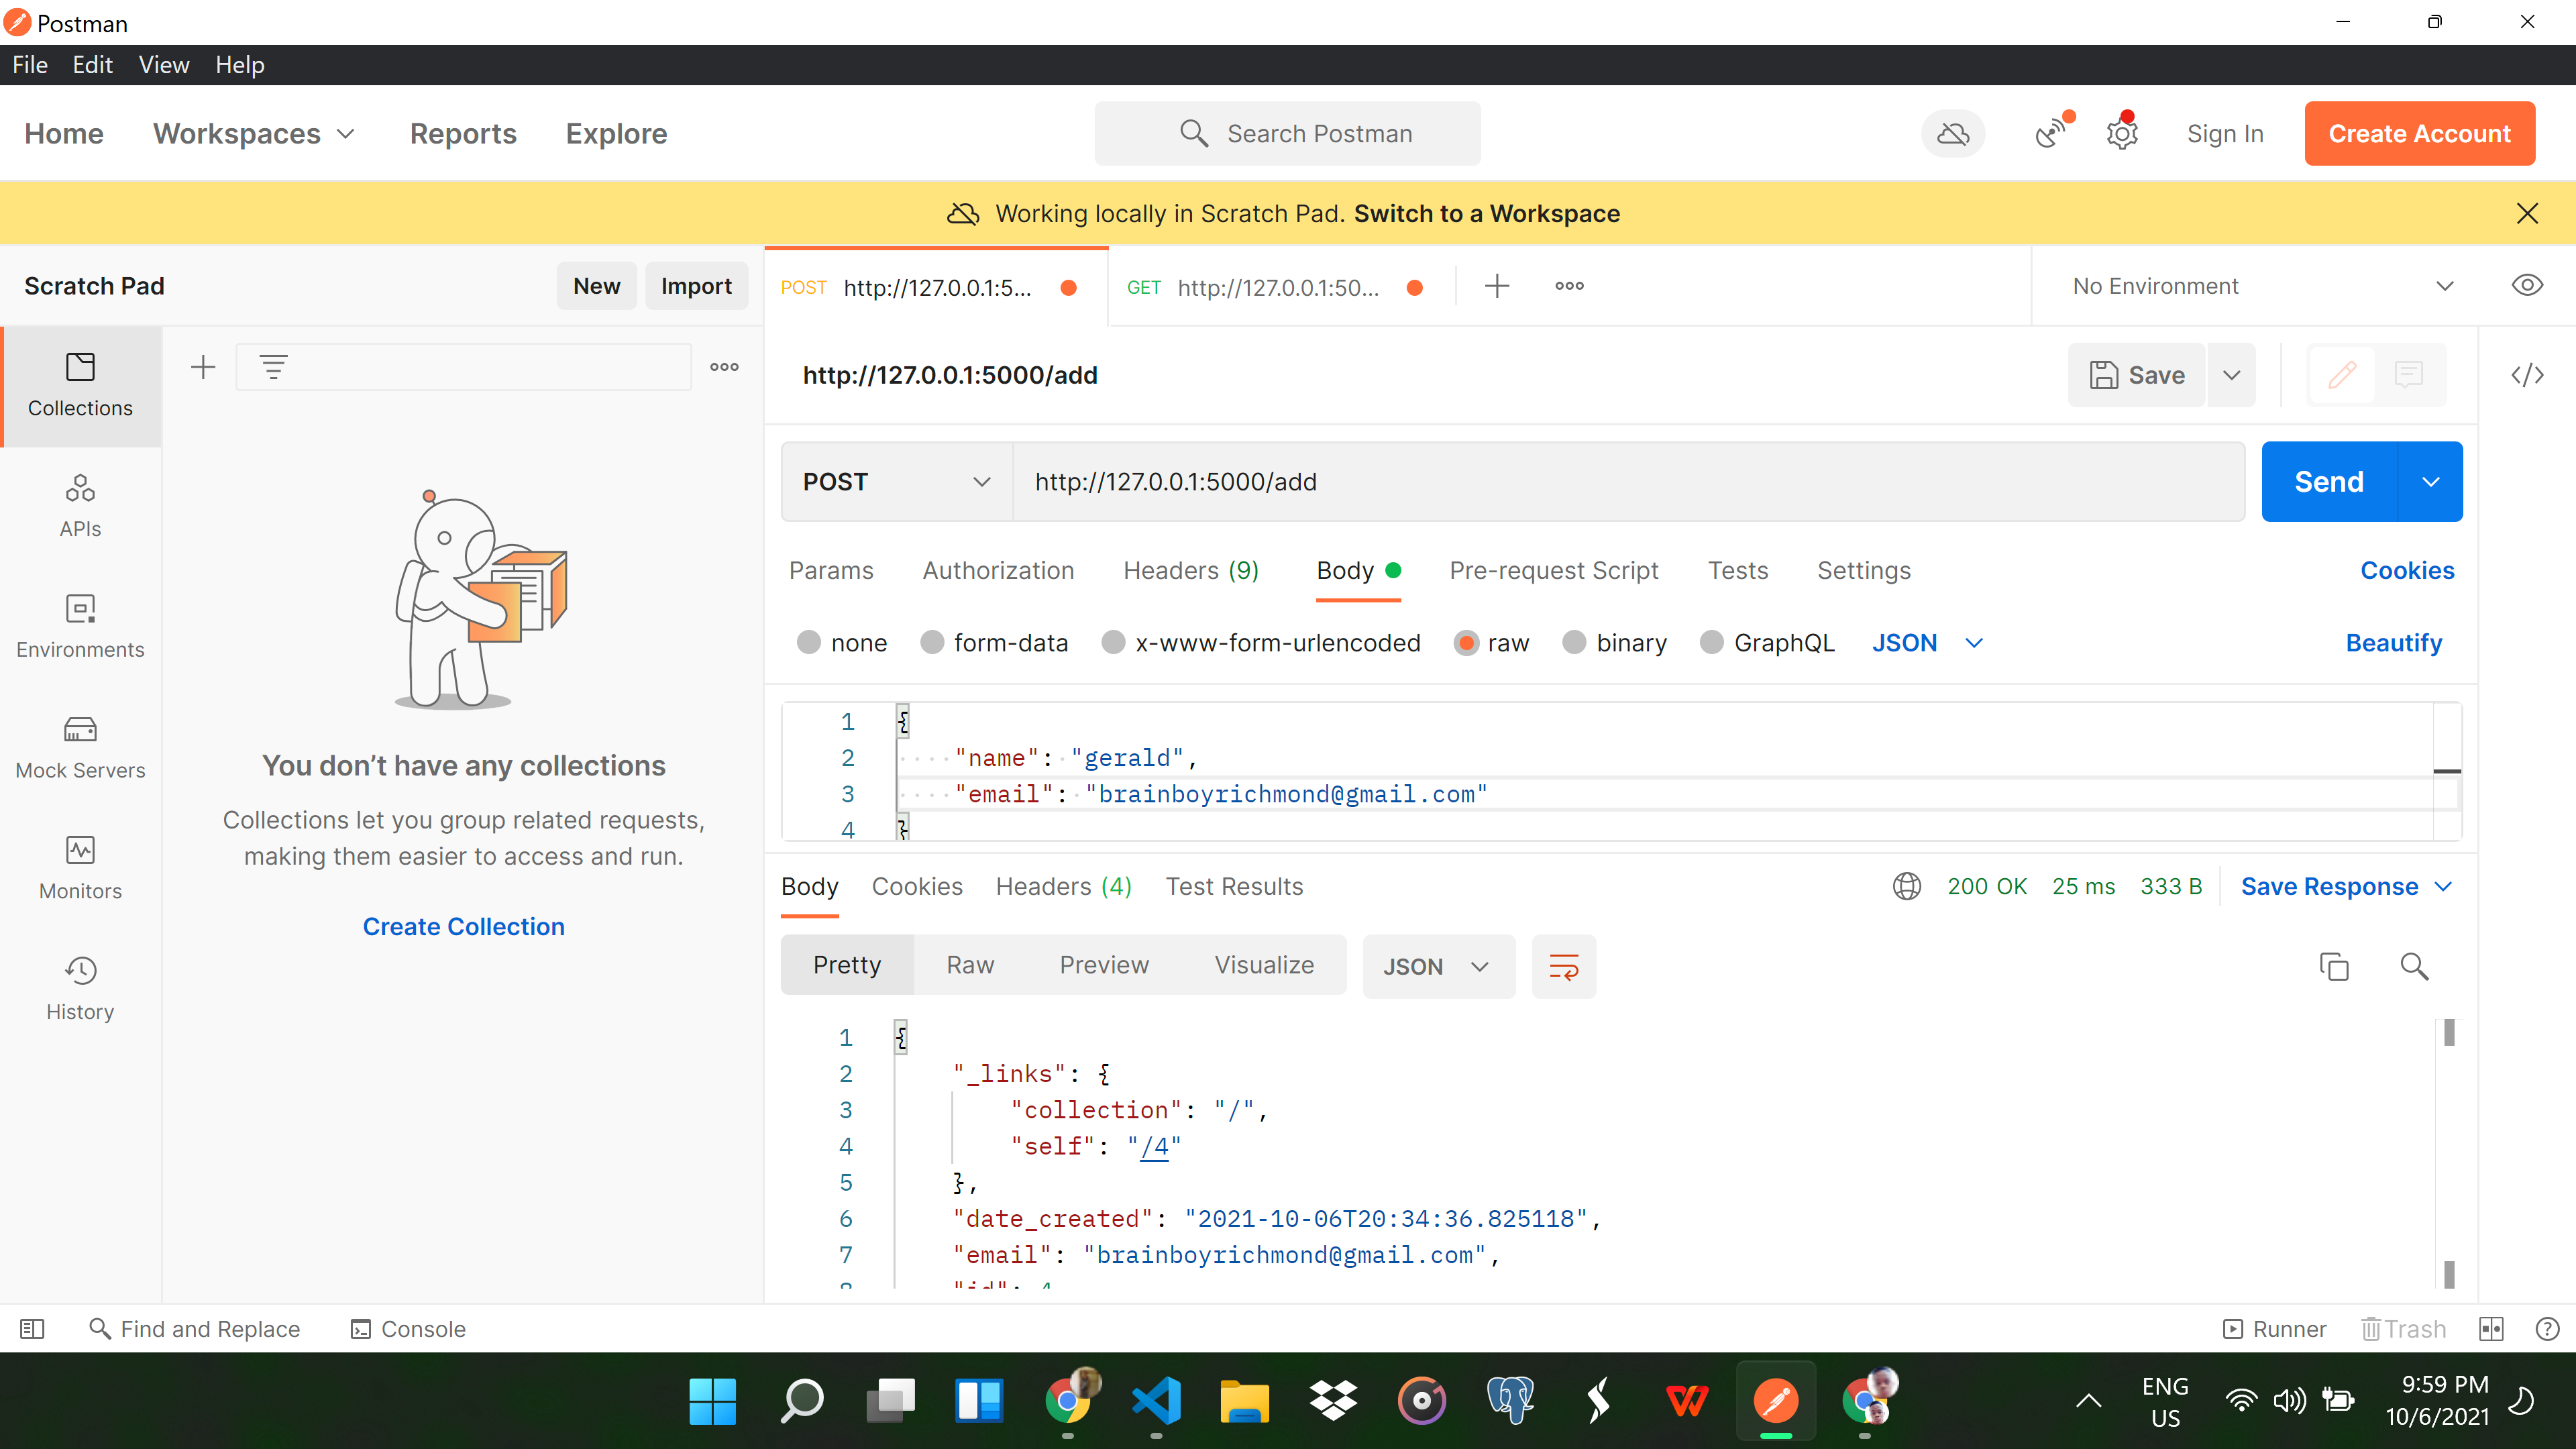 Postman
File Edit View Help
Home Workspaces Reports Explore Search Postman Sign In Create Account
Working locally in Scratch Pad. Switch to a Workspace
Scratch Pad New Import POST http://127.0.0.1:5... GET http://127.0.0.1:50... No Environment
Collections
APIs
Environments
Mock Servers
Monitors
History
You don’t have any collections
Collections let you group related requests,
making them easier to access and run.
Create Collection
http://127.0.0.1:5000/add Save
POST http://127.0.0.1:5000/add Send
Params Authorization Headers (9) Body Pre-request Script Tests Settings Cookies
none form-data x-www-form-urlencoded raw binary GraphQL JSON Beautify
1 {
2 "name": "gerald",
3 "email": "brainboyrichmond@gmail.com"
4 }
Body Cookies Headers (4) Test Results 200 OK 25 ms 333 B Save Response
Pretty Raw Preview Visualize JSON
1 {
2 "_links": {
3 "collection": "/",
4 "self": "/4"
5 },
6 "date_created": "2021-10-06T20:34:36.825118",
7 "email": "brainboyrichmond@gmail.com",
8 "id": 4
Find and Replace Console Runner Trash
ENG
US
9:59 PM
10/6/2021